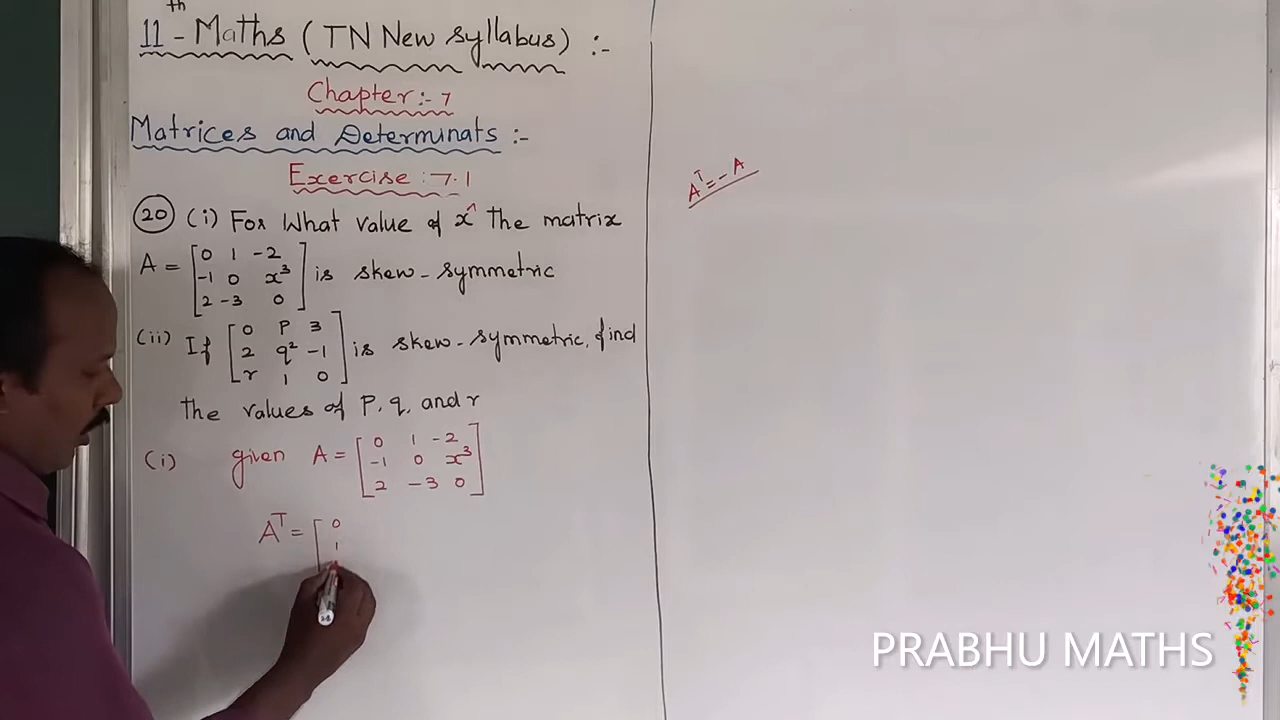 11th - Maths (TN New syllabus) :-
Chapter :- 7
Matrices and Determinats :-
Exercise : 7.1
20 (i) For What value of x the matrix
A = [0 1 -2
-1 0 x³
2 -3 0] is skew-symmetric
(ii) If [0 P 3
2 q² -1
r 1 0] is skew-symmetric, find
the values of P, q, and r
(i) given A = [0 1 -2
-1 0 x³
2 -3 0]
Aᵀ = [0
1
Aᵀ = -A
PRABHU MATHS